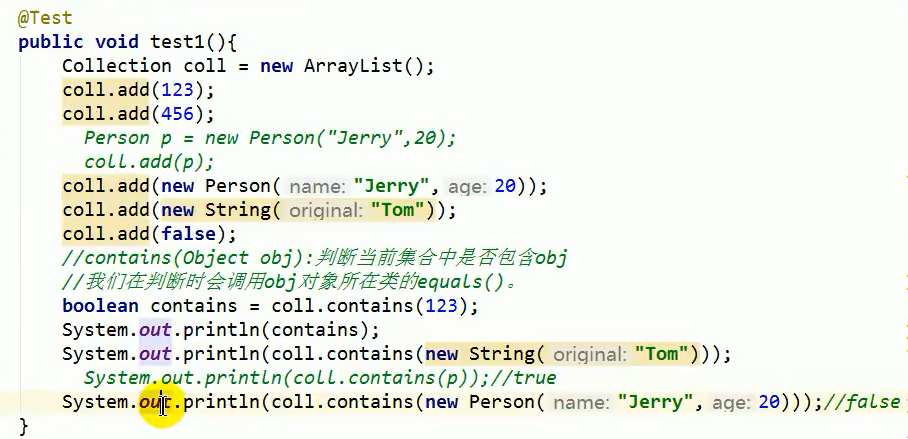 @Test
public void test1(){
Collection coll = new ArrayList();
coll.add(123);
coll.add(456);
Person p = new Person("Jerry",20);
coll.add(p);
coll.add(new Person( name: "Jerry", age: 20));
coll.add(new String( original: "Tom"));
coll.add(false);
//contains(Object obj):判断当前集合中是否包含obj
//我们在判断时会调用obj对象所在类的equals()。
boolean contains = coll.contains(123);
System.out.println(contains);
System.out.println(coll.contains(new String( original: "Tom")));
System.out.println(coll.contains(p));//true
System.out.println(coll.contains(new Person( name: "Jerry", age: 20)));//false
}